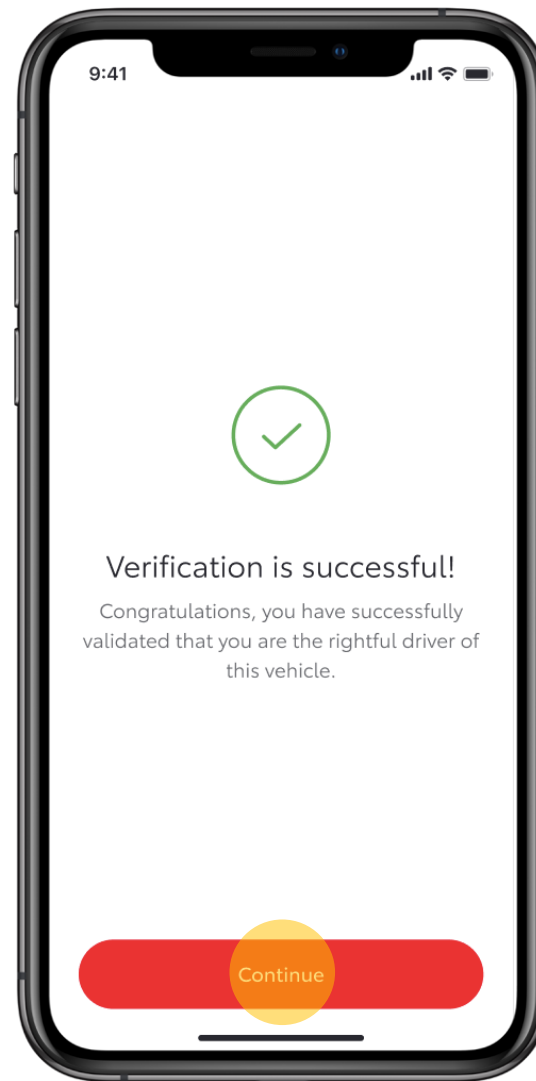 9:41
Verification is successful!
Congratulations, you have successfully
validated that you are the rightful driver of
this vehicle.
Continue